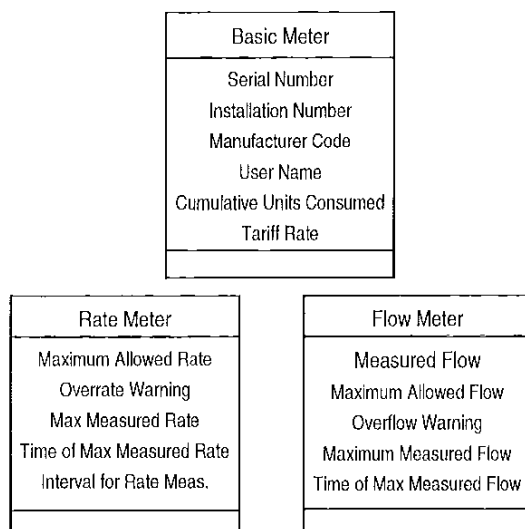 Basic Meter
Serial Number
Installation Number
Manufacturer Code
User Name
Cumulative Units Consumed
Tariff Rate
Rate Meter
Maximum Allowed Rate
Overrate Warning
Max Measured Rate
Time of Max Measured Rate
Interval for Rate Meas.
Flow Meter
Measured Flow
Maximum Allowed Flow
Overflow Warning
Maximum Measured Flow
Time of Max Measured Flow